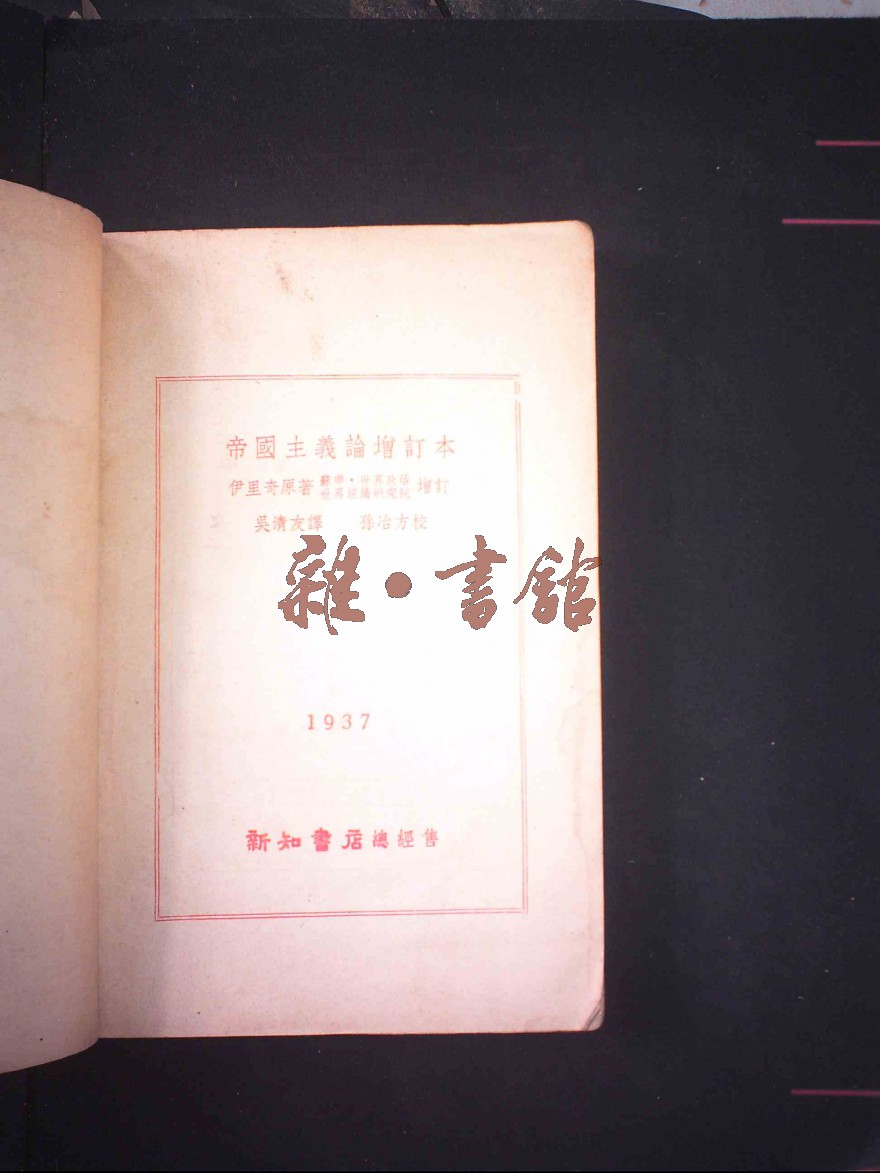 帝國主義論增訂本
伊里奇原著 蘇聯・世界政治世界經濟研究院 增訂
吳清友譯 孫冶方校
雜・書館
1937
新知書店總經售